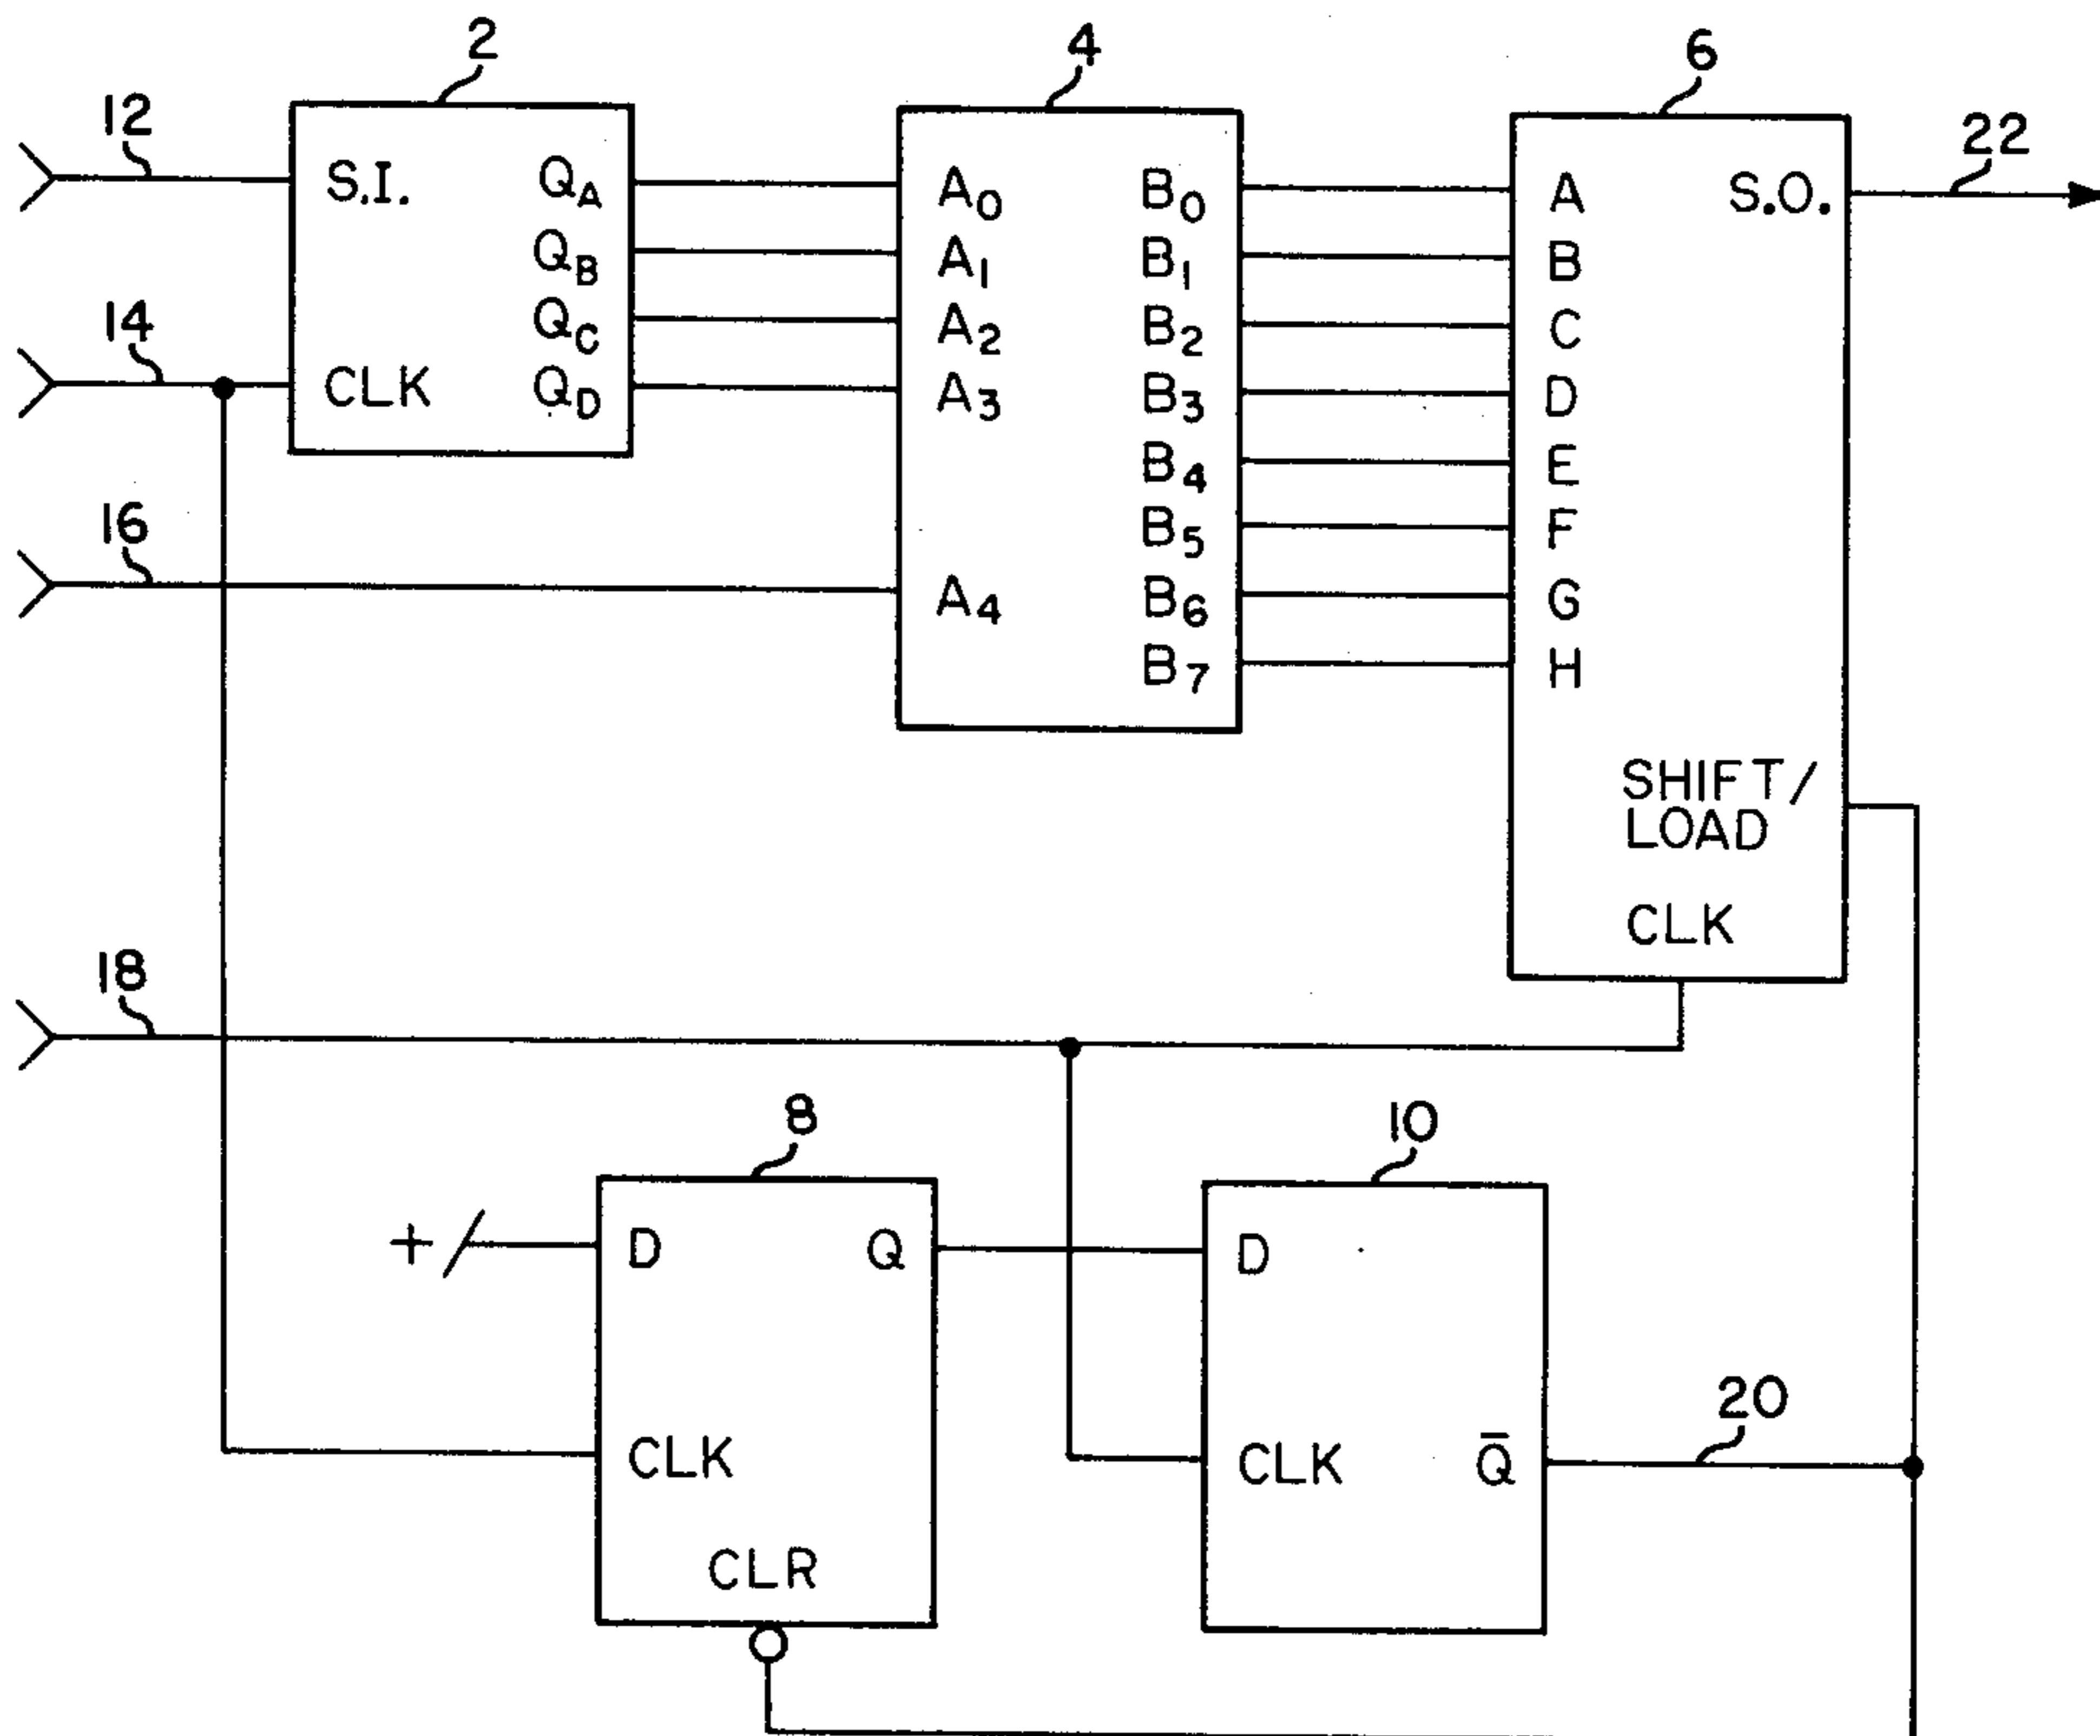 2
4
6
12
22
S.I.
QA
A0
B0
A
S.O.
QB
A1
B1
B
14
QC
A2
B2
C
CLK
QD
A3
B3
D
B4
E
16
B5
F
A4
B6
G
B7
H
SHIFT/
LOAD
CLK
18
8
10
+
D
Q
D
20
CLK
CLK
Q̄
CLR